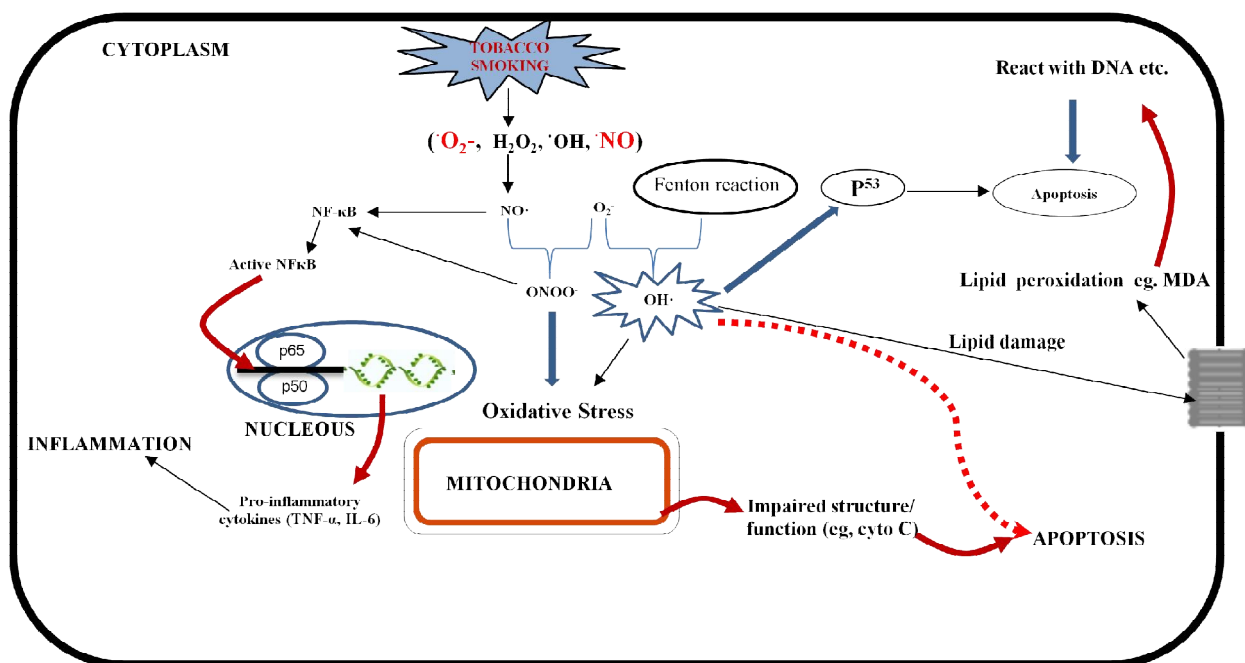 CYTOPLASM
TOBACCO
SMOKING
React with DNA etc.
(˙O₂-, H₂O₂, ˙OH, ˙NO)
Fenton reaction
P⁵³
Apoptosis
NF-κB
NO·
O₂⁻
Active NFκB
ONOO⁻
OH·
Lipid peroxidation eg. MDA
Lipid damage
p65
p50
Oxidative Stress
NUCLEOUS
INFLAMMATION
MITOCHONDRIA
Pro-inflammatory
cytokines (TNF-α, IL-6)
Impaired structure/
function (eg, cyto C)
APOPTOSIS